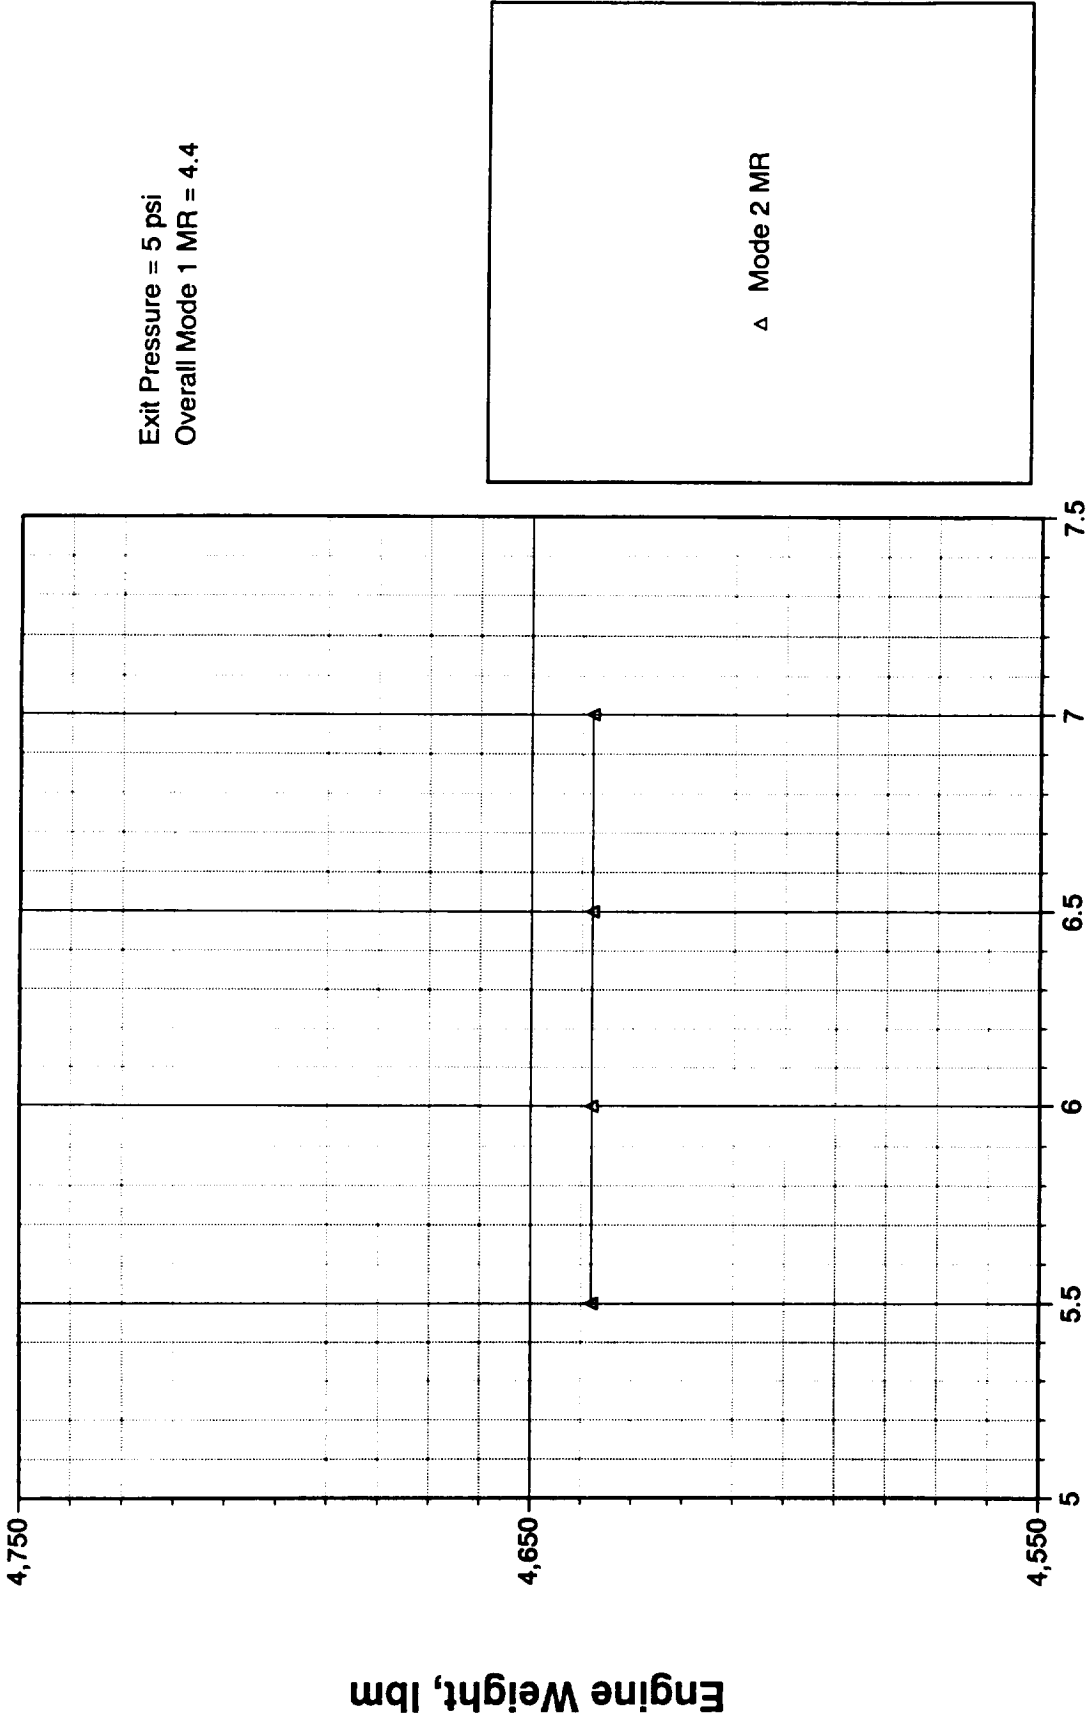 Exit Pressure = 5 psi
Overall Mode 1 MR = 4.4
Engine Weight, lbm
4,750
4,650
4,550
5
5.5
6
6.5
7
7.5
Mode 2 MR